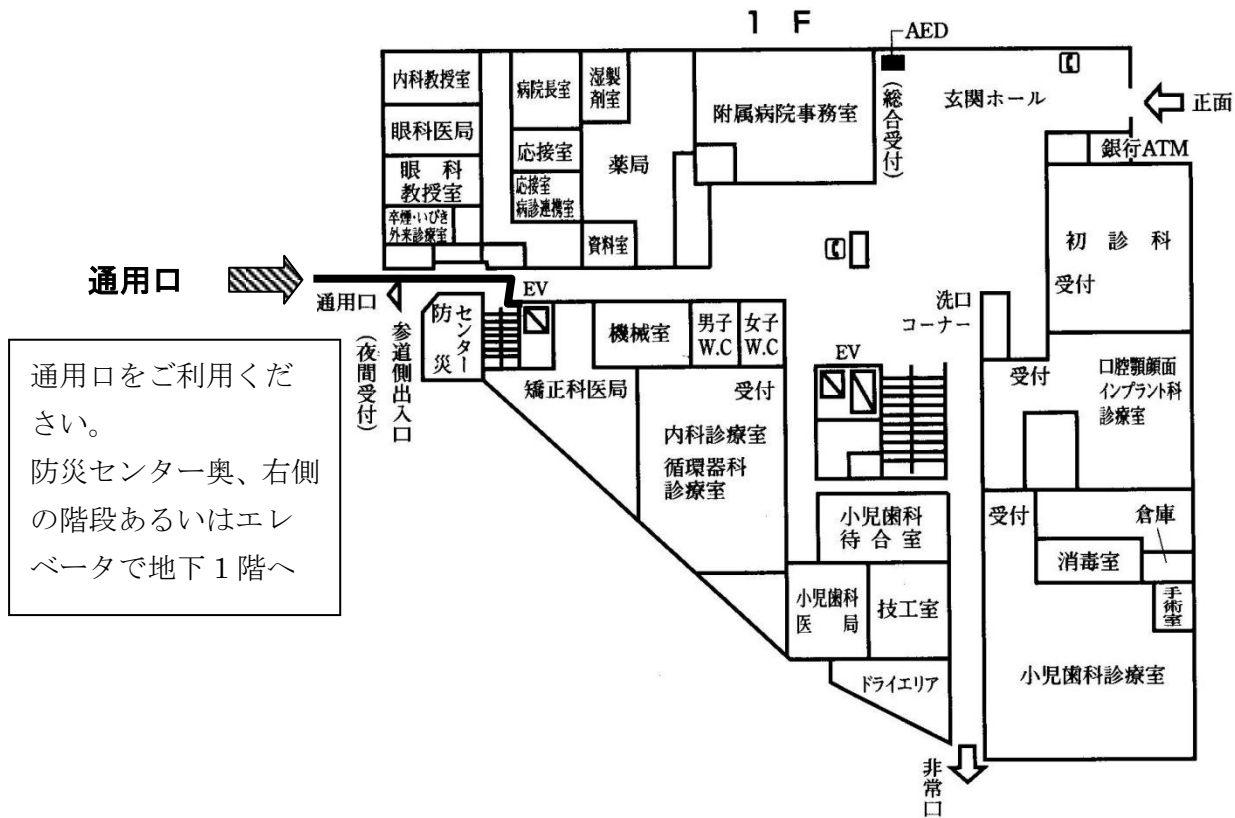 1 F
AED
(総合受付)
玄関ホール
正面
銀行ATM
内科教授室
眼科医局
眼 科
教授室
卒煙・いびき
外来診療室
病院長室
湿製
剤室
応接室
応接室
病診連携室
薬局
資料室
附属病院事務室
初 診 科
受付
洗口
コーナー
通用口
通用口
参道側出入口
(夜間受付)
防災
センター
EV
機械室
男子
W.C
女子
W.C
矯正科医局
受付
内科診療室
循環器科
診療室
EV
受付
口腔顎顔面
インプラント科
診療室
小児歯科
待合室
受付
倉庫
消毒室
手術室
小児歯科
医 局
技工室
小児歯科診療室
ドライエリア
非常口
通用口をご利用くだ
さい。
防災センター奥、右側
の階段あるいはエレ
ベータで地下1階へ